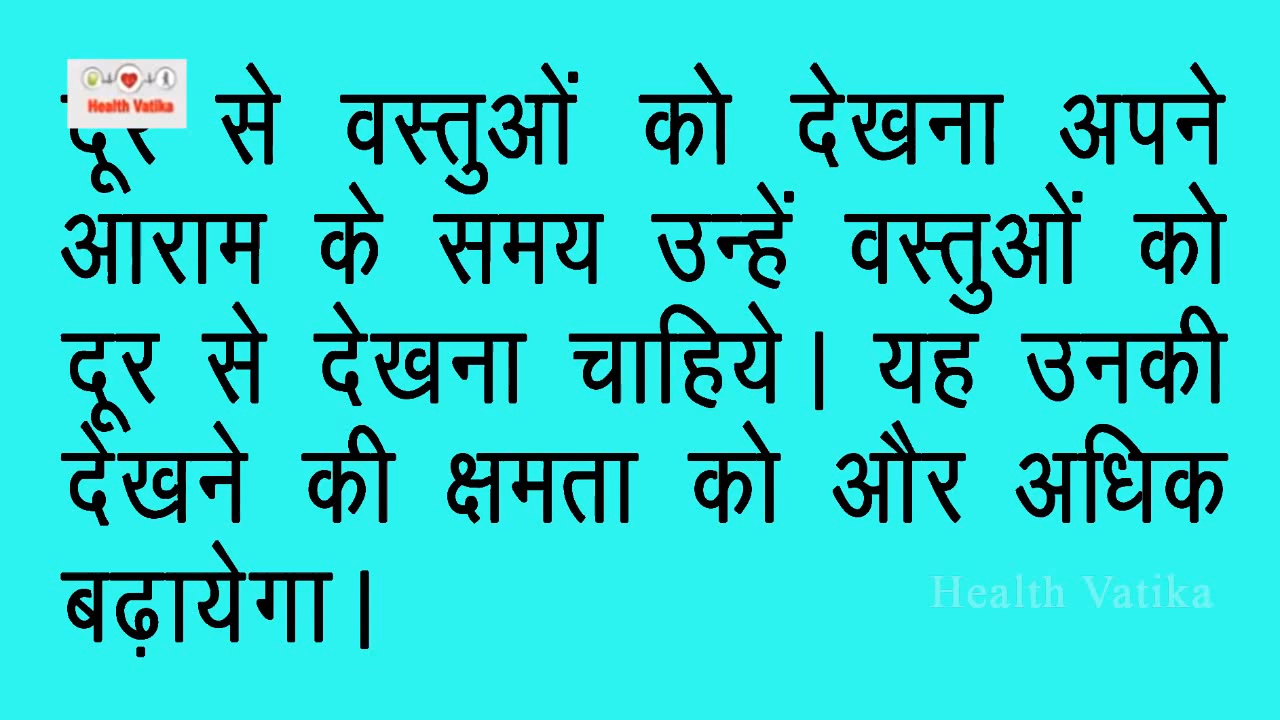 Health Vatika
दूर से वस्तुओं को देखना अपने
आराम के समय उन्हें वस्तुओं को
दूर से देखना चाहिये। यह उनकी
देखने की क्षमता को और अधिक
बढ़ायेगा।
Health Vatika